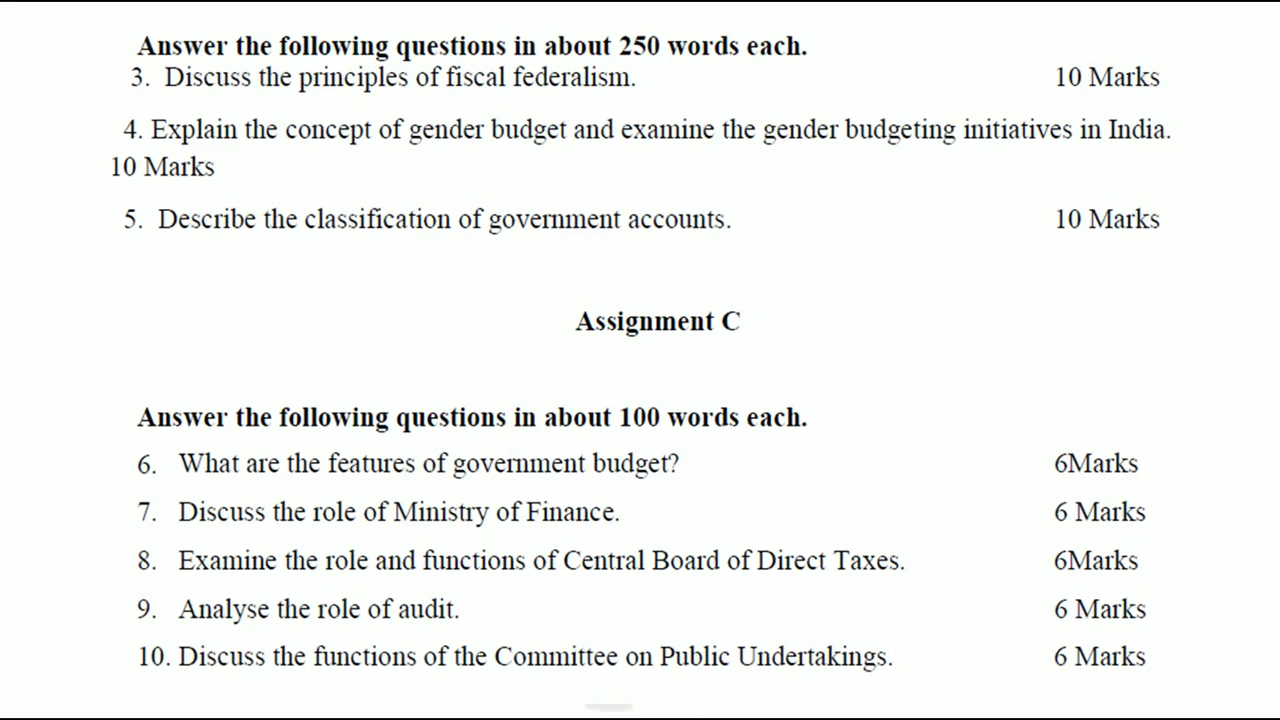 Answer the following questions in about 250 words each.
3. Discuss the principles of fiscal federalism. 10 Marks
4. Explain the concept of gender budget and examine the gender budgeting initiatives in India.
10 Marks
5. Describe the classification of government accounts. 10 Marks
Assignment C
Answer the following questions in about 100 words each.
6. What are the features of government budget? 6Marks
7. Discuss the role of Ministry of Finance. 6 Marks
8. Examine the role and functions of Central Board of Direct Taxes. 6Marks
9. Analyse the role of audit. 6 Marks
10. Discuss the functions of the Committee on Public Undertakings. 6 Marks